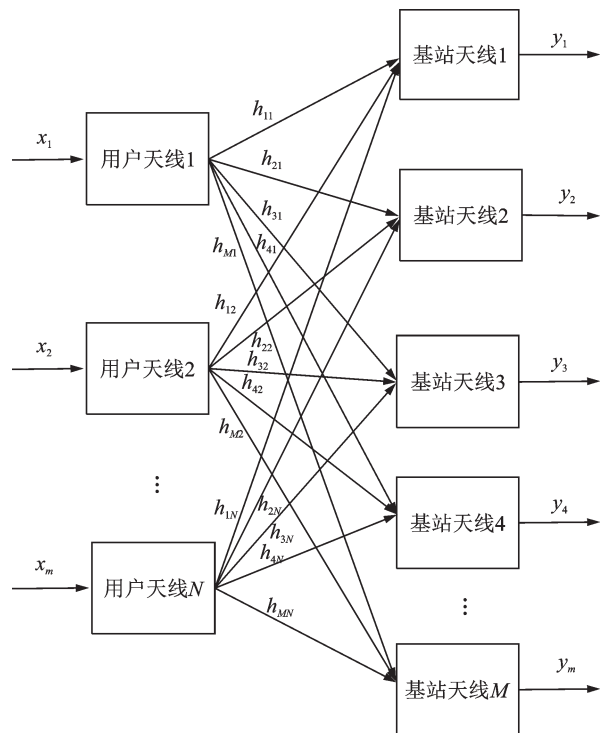 基站天线1
y1
h11
x1
用户天线1
h21
基站天线2
y2
h31
h41
hM1
h12
x2
用户天线2
h22
h32
h42
基站天线3
y3
hM2
⋮
h1N
h2N
h3N
h4N
基站天线4
y4
xm
用户天线N
hMN
⋮
基站天线M
ym